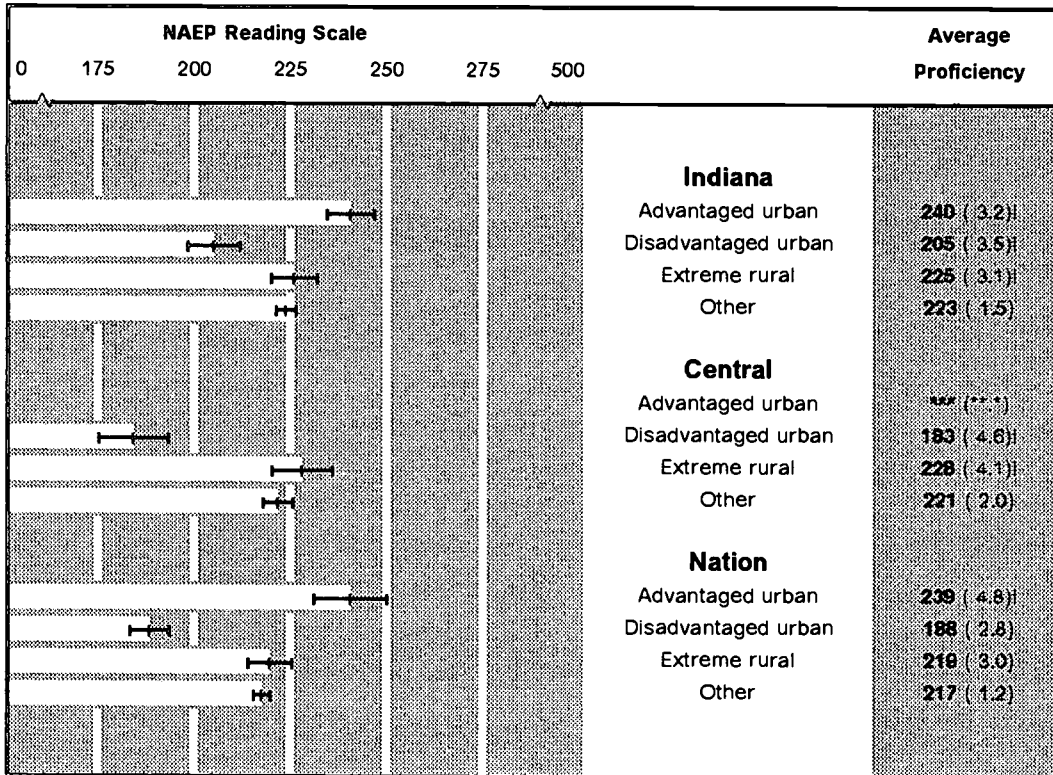 NAEP Reading Scale
Average
Proficiency
0 175 200 225 250 275 500
Indiana
Advantaged urban 240 ( 3.2)!
Disadvantaged urban 205 ( 3.5)!
Extreme rural 225 ( 3.1)!
Other 223 ( 1.5)
Central
Advantaged urban *** (**.*)
Disadvantaged urban 183 ( 4.6)!
Extreme rural 228 ( 4.1)!
Other 221 ( 2.0)
Nation
Advantaged urban 239 ( 4.8)!
Disadvantaged urban 188 ( 2.8)
Extreme rural 219 ( 3.0)
Other 217 ( 1.2)